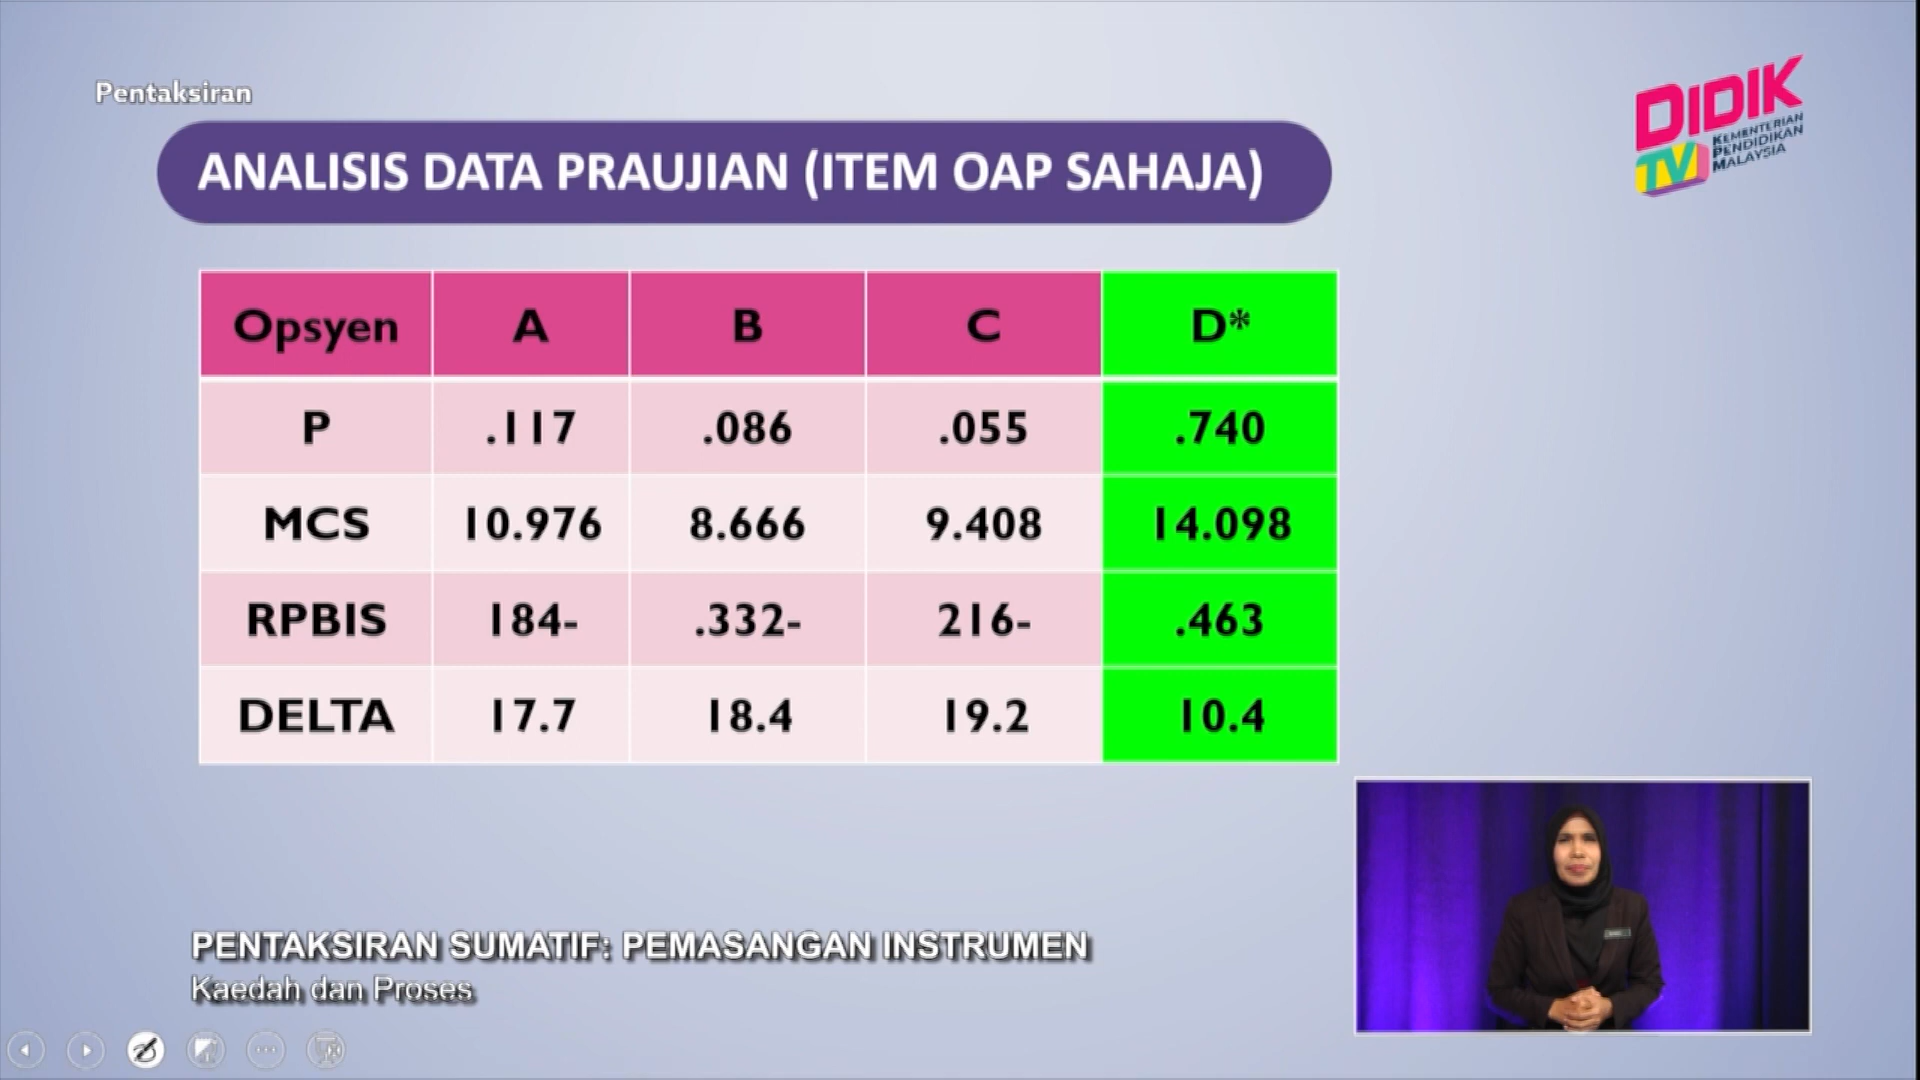 Pentaksiran
DIDIK
TV
KEMENTERIAN
PENDIDIKAN
MALAYSIA
ANALISIS DATA PRAUJIAN (ITEM OAP SAHAJA)
Opsyen A B C D*
P .117 .086 .055 .740
MCS 10.976 8.666 9.408 14.098
RPBIS 184- .332- 216- .463
DELTA 17.7 18.4 19.2 10.4
PENTAKSIRAN SUMATIF: PEMASANGAN INSTRUMEN
Kaedah dan Proses